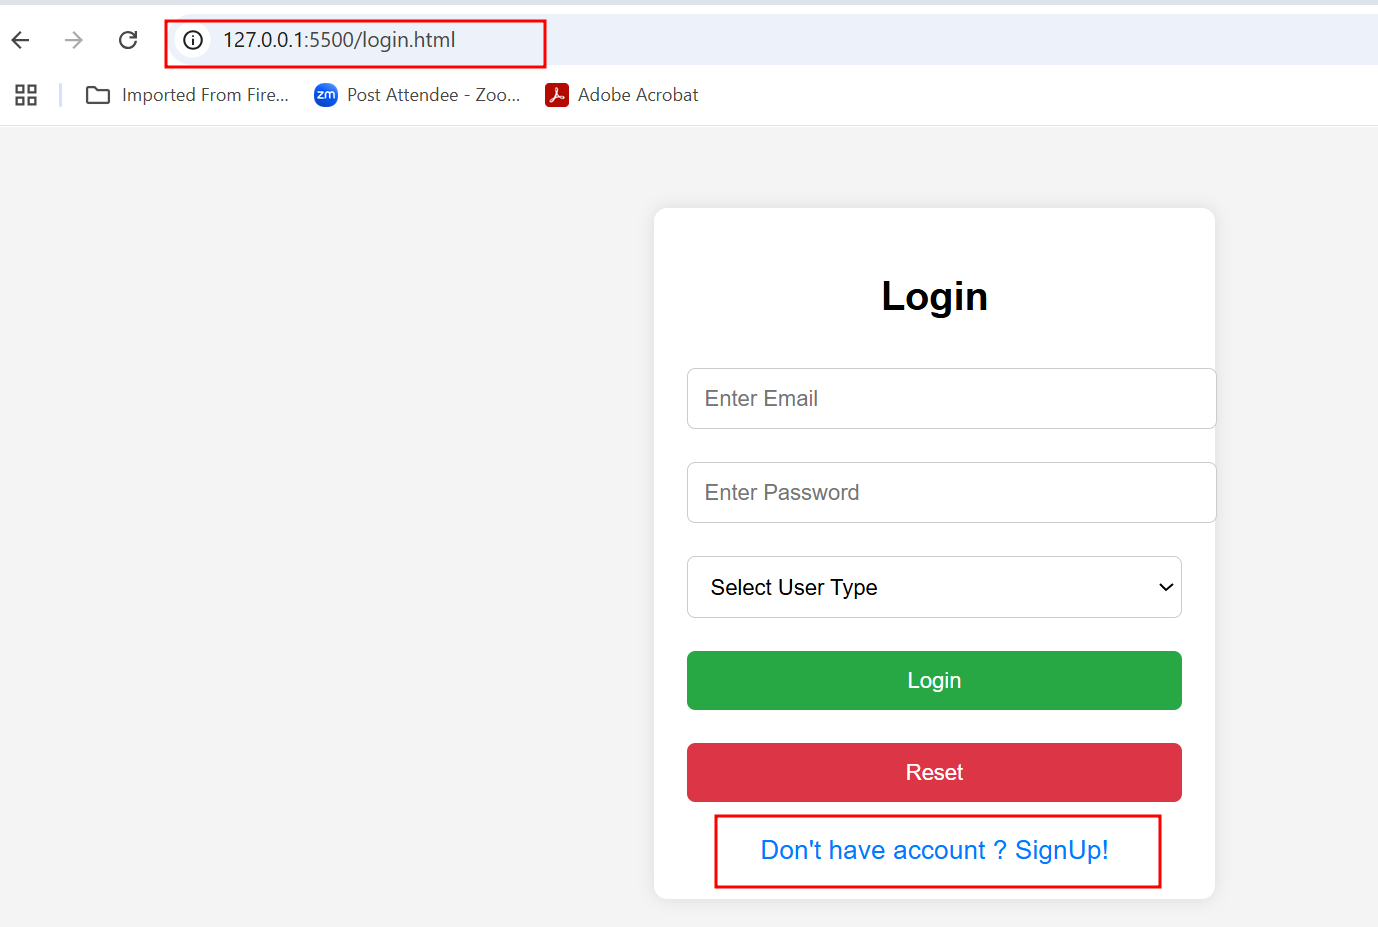 127.0.0.1:5500/login.html
Imported From Fire... zm Post Attendee - Zoo... Adobe Acrobat
Login
Enter Email
Enter Password
Select User Type
Login
Reset
Don't have account ? SignUp!